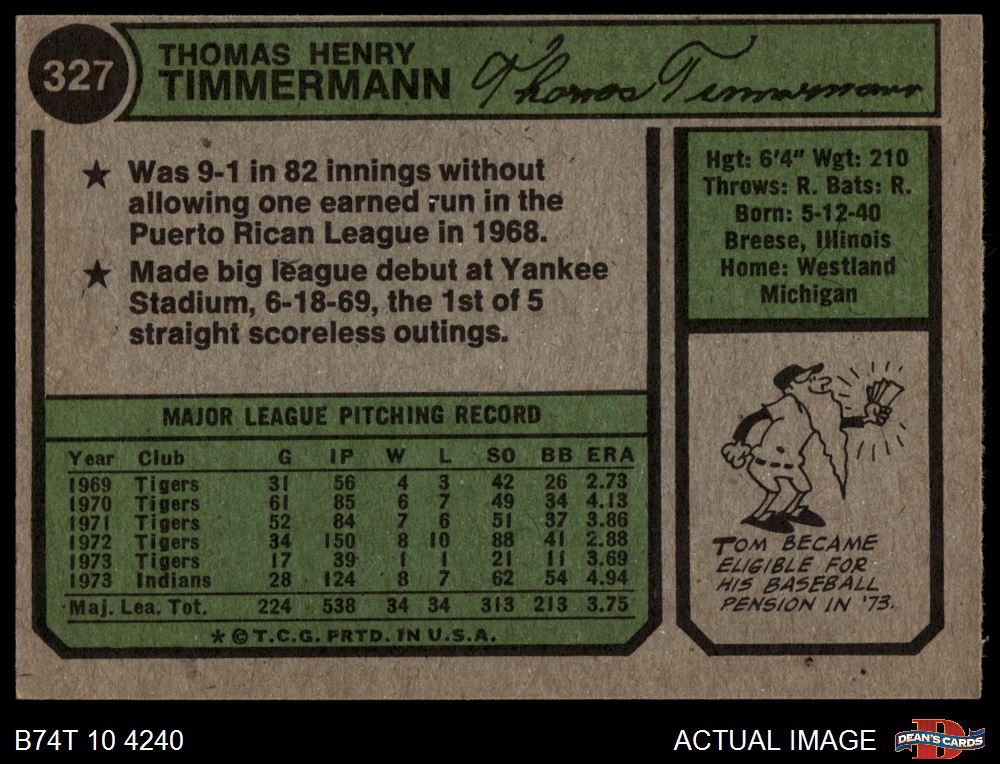 327
THOMAS HENRY
TIMMERMANN
Thomas Timmermann
★ Was 9-1 in 82 innings without
allowing one earned run in the
Puerto Rican League in 1968.
★ Made big league debut at Yankee
Stadium, 6-18-69, the 1st of 5
straight scoreless outings.
Hgt: 6'4" Wgt: 210
Throws: R. Bats: R.
Born: 5-12-40
Breese, Illinois
Home: Westland
Michigan
MAJOR LEAGUE PITCHING RECORD
Year Club G IP W L SO BB ERA
1969 Tigers 31 56 4 3 42 26 2.73
1970 Tigers 61 85 6 7 49 34 4.13
1971 Tigers 52 84 7 6 51 37 3.86
1972 Tigers 34 150 8 10 88 41 2.88
1973 Tigers 17 39 1 1 21 11 3.69
1973 Indians 28 124 8 7 62 54 4.94
Maj. Lea. Tot. 224 538 34 34 313 213 3.75
* © T.C.G. PRTD. IN U.S.A.
TOM BECAME
ELIGIBLE FOR
HIS BASEBALL
PENSION IN '73.
B74T 10 4240
ACTUAL IMAGE
DEAN'S CARDS